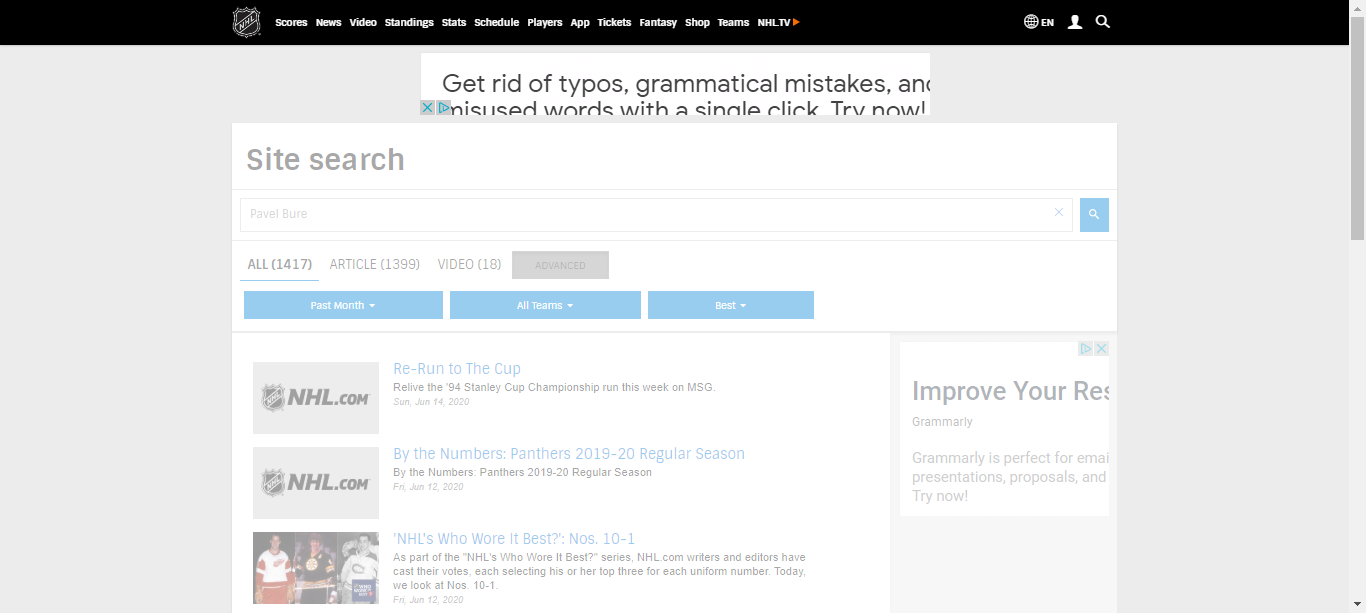 NHL
Scores News Video Standings Stats Schedule Players App Tickets Fantasy Shop Teams NHL.TV EN
Get rid of typos, grammatical mistakes, and
misused words with a single click. Try now!
Site search
Pavel Bure
ALL (1417) ARTICLE (1399) VIDEO (18) ADVANCED
Past Month All Teams Best
NHL.COM
Re-Run to The Cup
Relive the '94 Stanley Cup Championship run this week on MSG.
Sun, Jun 14, 2020
NHL.COM
By the Numbers: Panthers 2019-20 Regular Season
By the Numbers: Panthers 2019-20 Regular Season
Fri, Jun 12, 2020
'NHL's Who Wore It Best?': Nos. 10-1
As part of the "NHL's Who Wore It Best?" series, NHL.com writers and editors have
cast their votes, each selecting his or her top three for each uniform number. Today,
we look at Nos. 10-1.
Fri, Jun 12, 2020
Improve Your Res
Grammarly
Grammarly is perfect for emai
presentations, proposals, and
Try now!